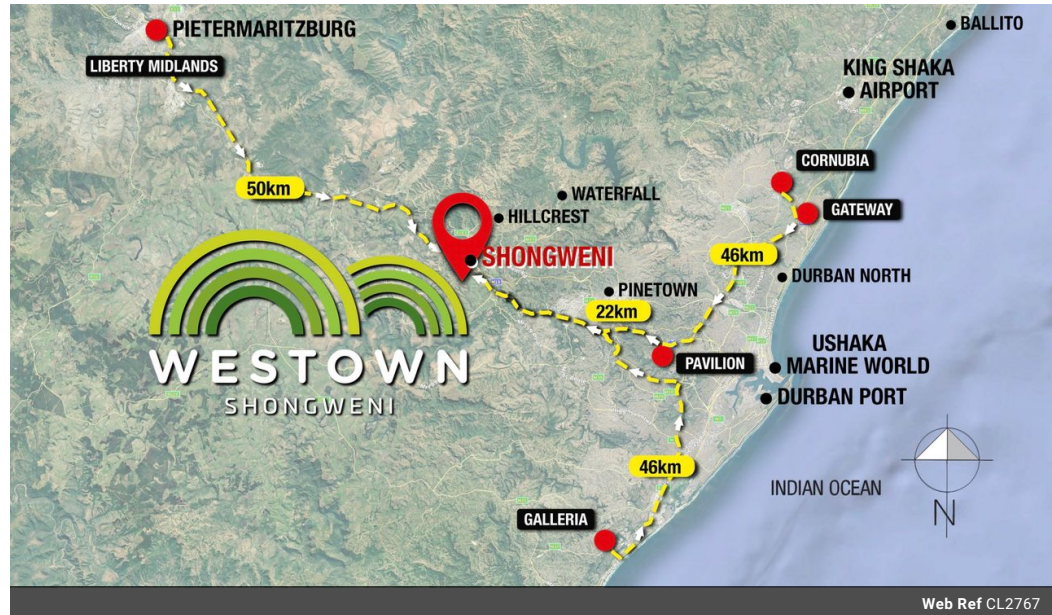 BALLITO
PIETERMARITZBURG
LIBERTY MIDLANDS
KING SHAKA
AIRPORT
CORNUBIA
50km
WATERFALL
HILLCREST
GATEWAY
SHONGWENI
46km
DURBAN NORTH
PINETOWN
22km
USHAKA
MARINE WORLD
PAVILION
WESTOWN
SHONGWENI
DURBAN PORT
46km
INDIAN OCEAN
GALLERIA
N
Web Ref CL2767